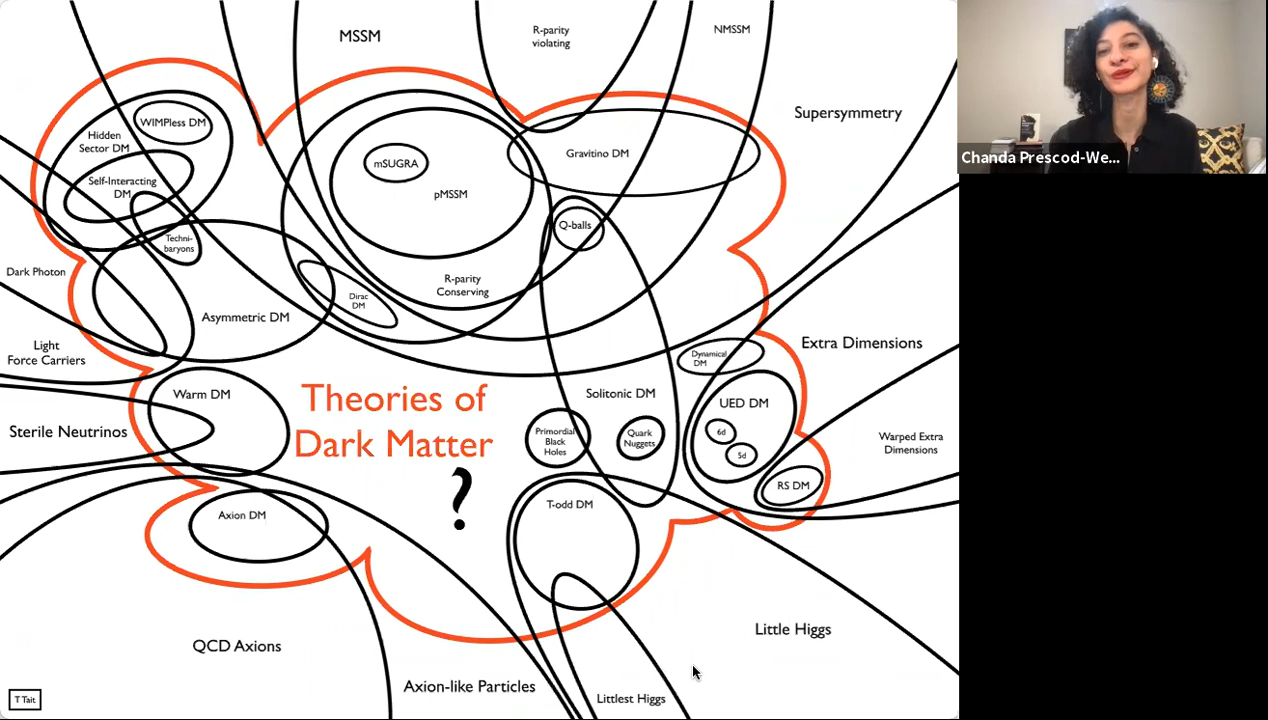 MSSM
R-parity
violating
NMSSM
Supersymmetry
WIMPless DM
Hidden
Sector DM
Self-Interacting
DM
Techni-
baryons
mSUGRA
pMSSM
Gravitino DM
Q-balls
R-parity
Conserving
Dirac
DM
Dark Photon
Asymmetric DM
Light
Force Carriers
Extra Dimensions
Dynamical
DM
UED DM
6d
5d
RS DM
Warped Extra
Dimensions
Warm DM
Sterile Neutrinos
Theories of
Dark Matter
?
Solitonic DM
Primordial
Black
Holes
Quark
Nuggets
T-odd DM
Axion DM
QCD Axions
Axion-like Particles
Littlest Higgs
Little Higgs
T Tait
Chanda Prescod-We...